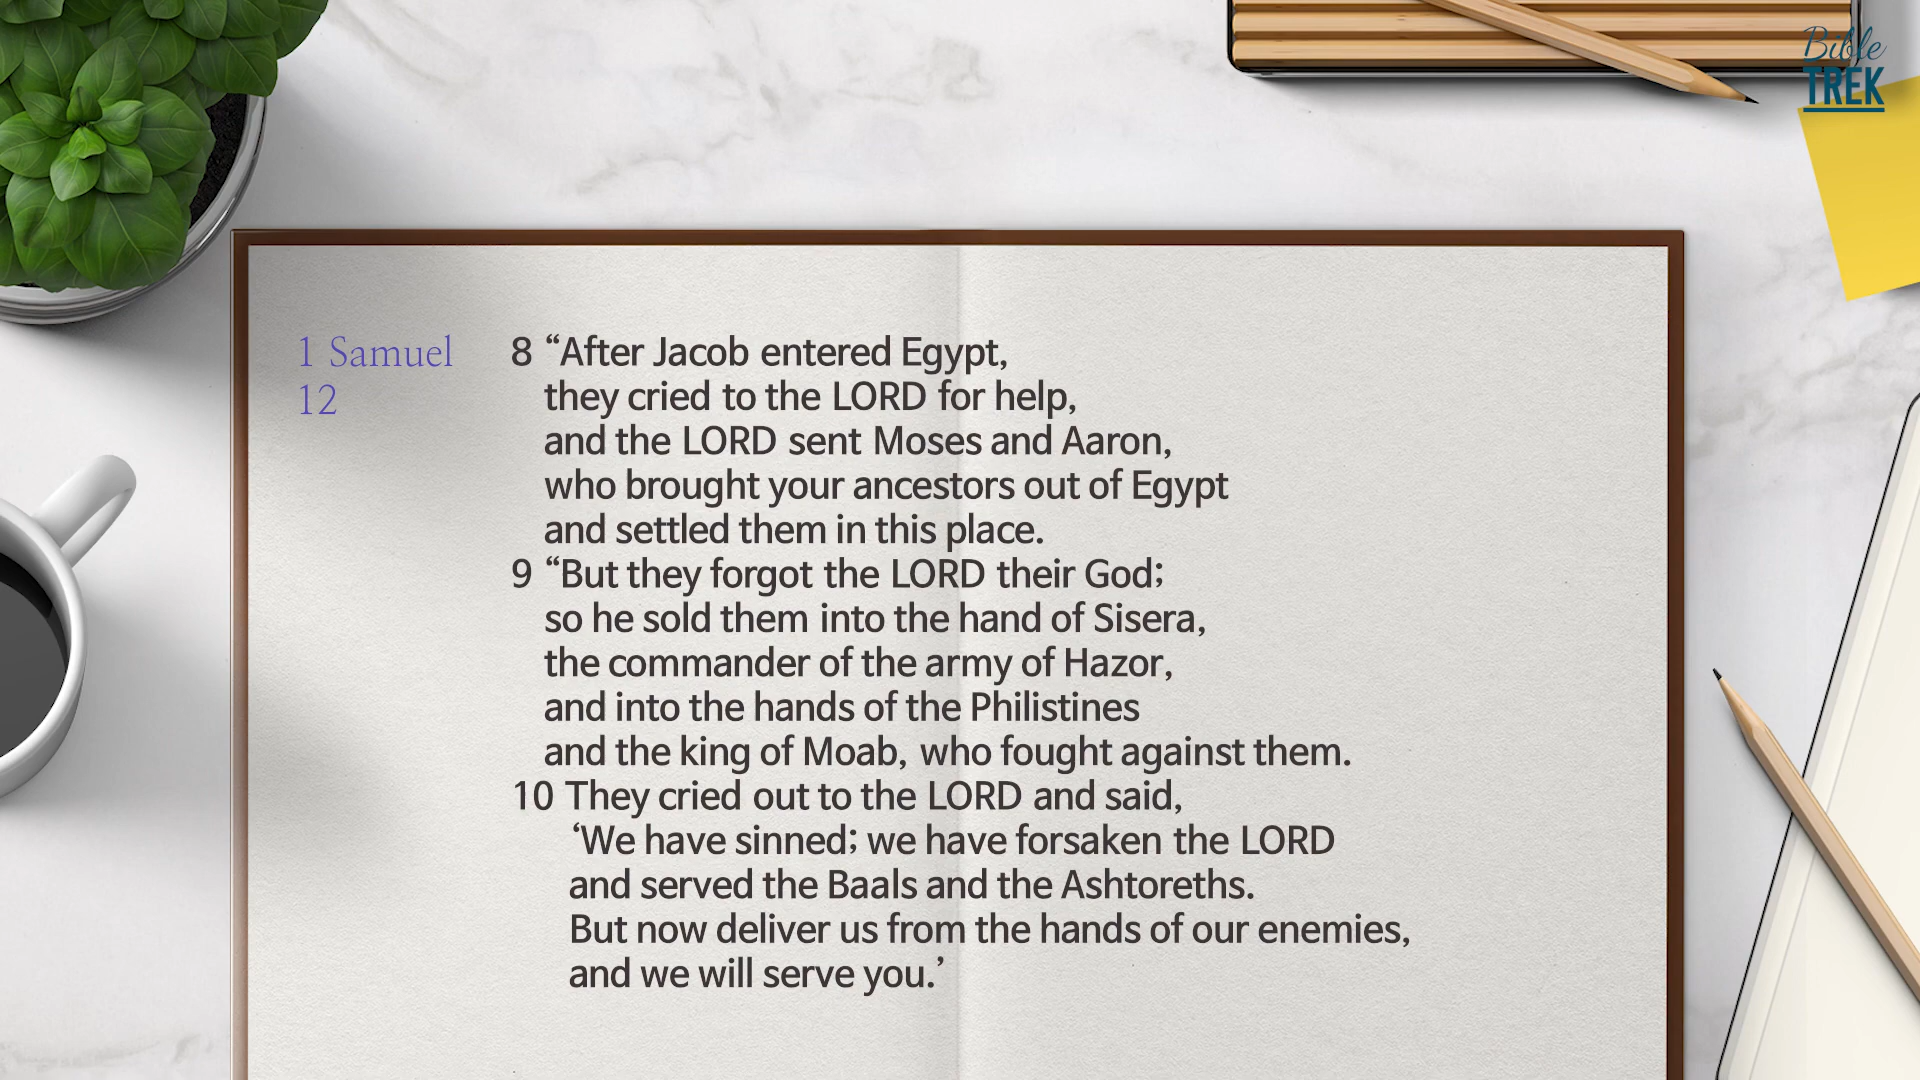 Bible
TREK
1 Samuel
12
8 “After Jacob entered Egypt,
they cried to the LORD for help,
and the LORD sent Moses and Aaron,
who brought your ancestors out of Egypt
and settled them in this place.
9 “But they forgot the LORD their God;
so he sold them into the hand of Sisera,
the commander of the army of Hazor,
and into the hands of the Philistines
and the king of Moab, who fought against them.
10 They cried out to the LORD and said,
‘We have sinned; we have forsaken the LORD
and served the Baals and the Ashtoreths.
But now deliver us from the hands of our enemies,
and we will serve you.’